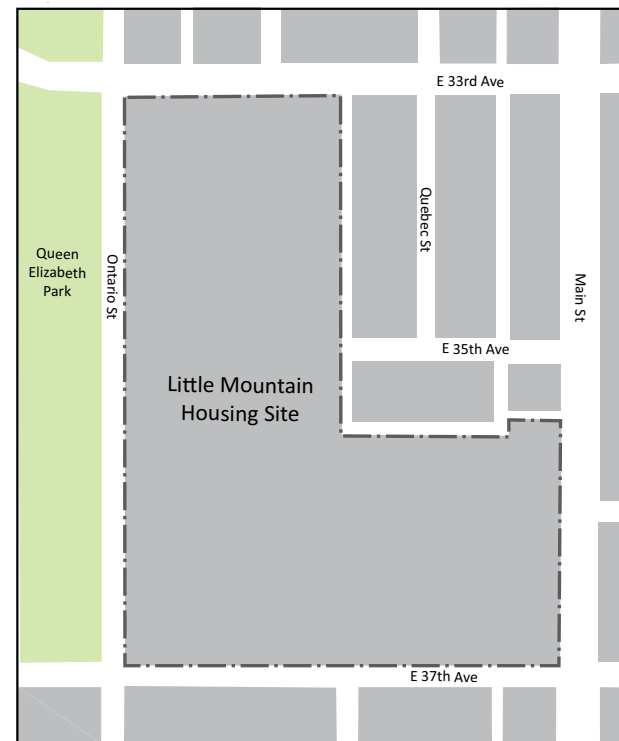 E 33rd Ave
Quebec St
Queen
Elizabeth
Park
Ontario St
Main St
E 35th Ave
Little Mountain
Housing Site
E 37th Ave